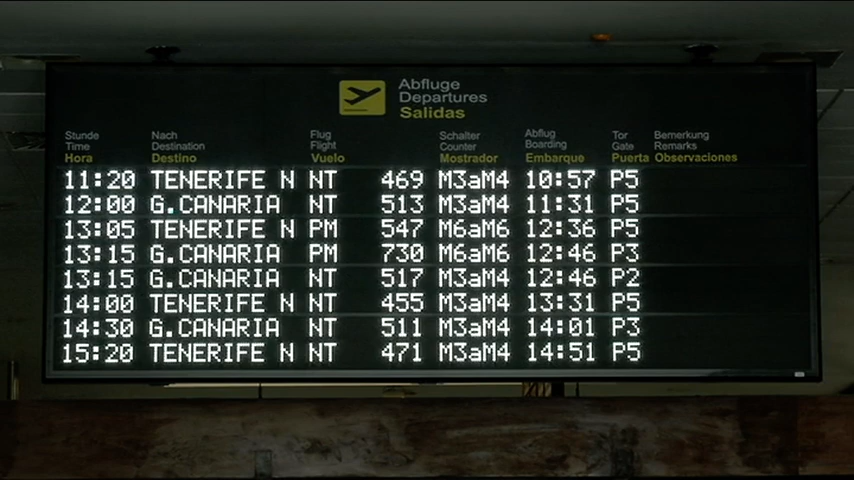 Abfluge
Departures
Salidas
Stunde Nach Flug Schalter Abflug Tor Bemerkung
Time Destination Flight Counter Boarding Gate Remarks
Hora Destino Vuelo Mostrador Embarque Puerta Observaciones
11:20 TENERIFE N NT 469 M3aM4 10:57 P5
12:00 G.CANARIA NT 513 M3aM4 11:31 P5
13:05 TENERIFE N PM 547 M6aM6 12:36 P5
13:15 G.CANARIA PM 730 M6aM6 12:46 P3
13:15 G.CANARIA NT 517 M3aM4 12:46 P2
14:00 TENERIFE N NT 455 M3aM4 13:31 P5
14:30 G.CANARIA NT 511 M3aM4 14:01 P3
15:20 TENERIFE N NT 471 M3aM4 14:51 P5